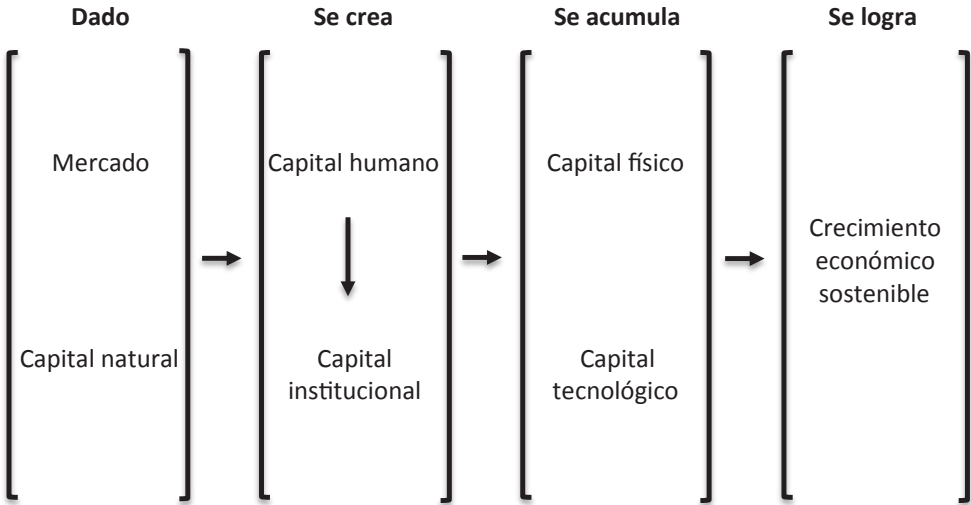 Dado
Se crea
Se acumula
Se logra
Mercado
Capital humano
Capital físico
Crecimiento
económico
sostenible
Capital natural
Capital
institucional
Capital
tecnológico